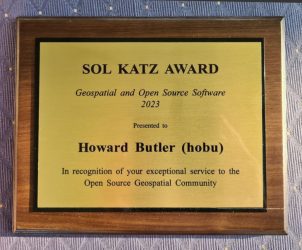 SOL KATZ AWARD
Geospatial and Open Source Software
2023
Presented to
Howard Butler (hobu)
In recognition of your exceptional service to the
Open Source Geospatial Community